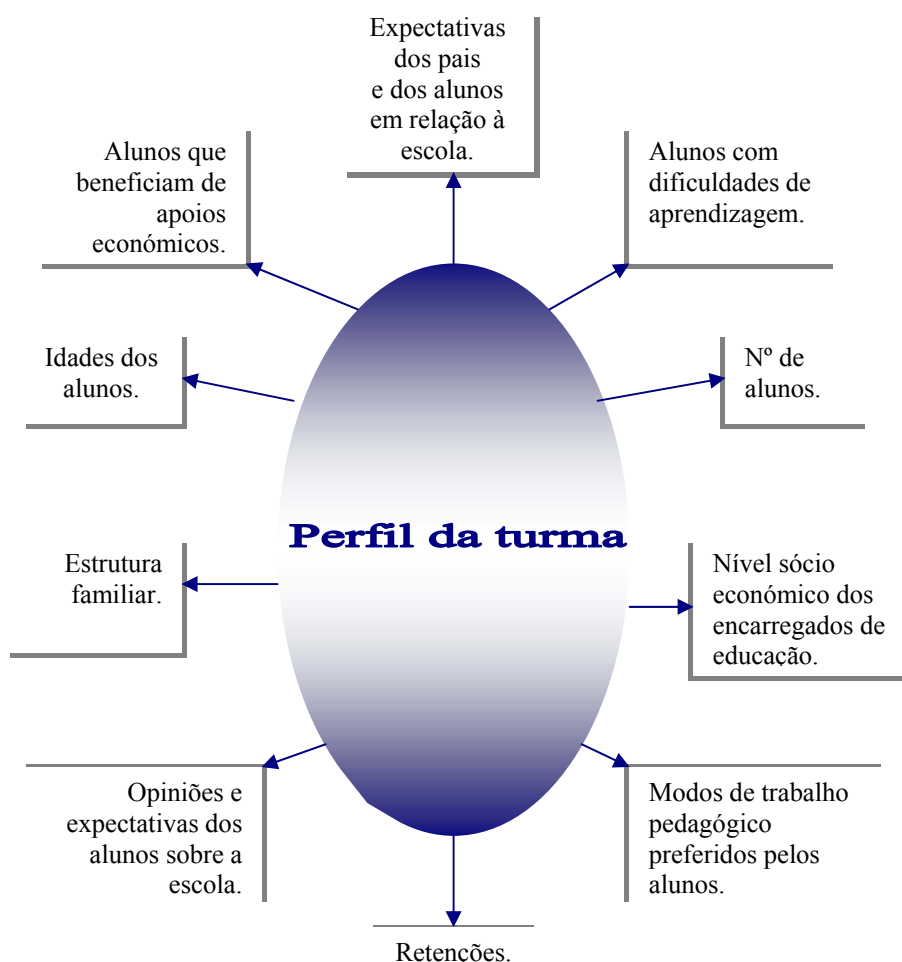 Expectativas
dos pais
e dos alunos
em relação à
escola.
Alunos que
beneficiam de
apoios
económicos.
Alunos com
dificuldades de
aprendizagem.
Idades dos
alunos.
Nº de
alunos.
Perfil da turma
Estrutura
familiar.
Nível sócio
económico dos
encarregados de
educação.
Opiniões e
expectativas dos
alunos sobre a
escola.
Modos de trabalho
pedagógico
preferidos pelos
alunos.
Retenções.